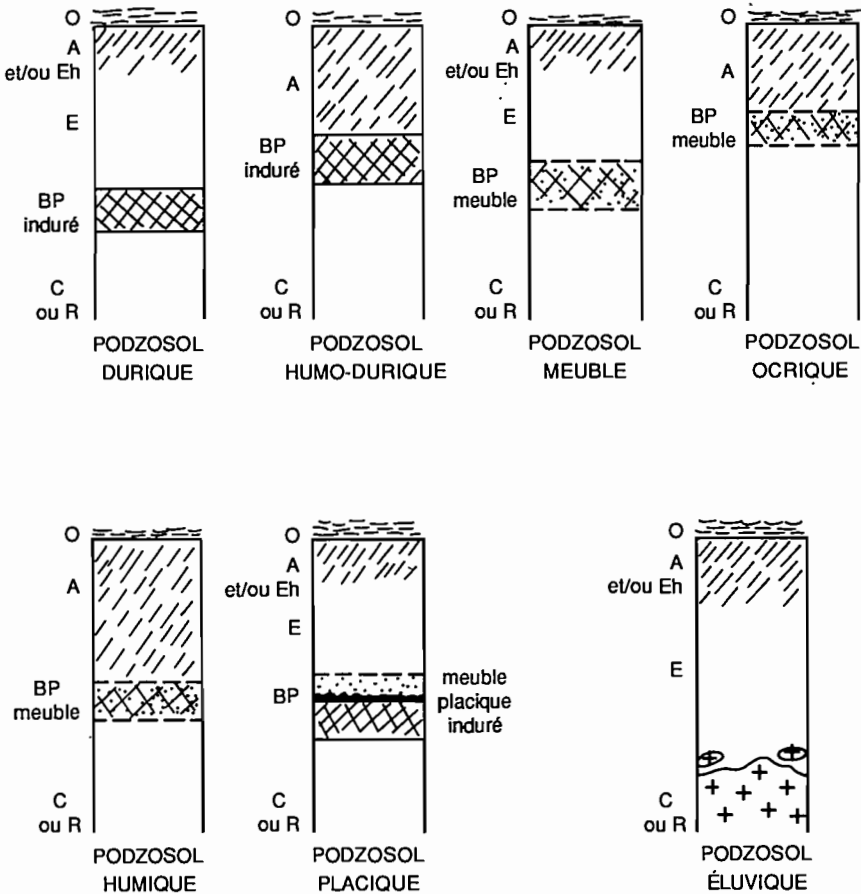 O
A
et/ou Eh
E
BP
induré
C
ou R
PODZOSOL
DURIQUE
O
A
BP
induré
C
ou R
PODZOSOL
HUMO-DURIQUE
O
A
et/ou Eh
E
BP
meuble
C
ou R
PODZOSOL
MEUBLE
O
A
BP
meuble
C
ou R
PODZOSOL
OCRIQUE
O
A
BP
meuble
C
ou R
PODZOSOL
HUMIQUE
O
A
et/ou Eh
E
BP
meuble
placique
induré
C
ou R
PODZOSOL
PLACIQUE
O
A
et/ou Eh
E
C
ou R
PODZOSOL
ÉLUVIQUE